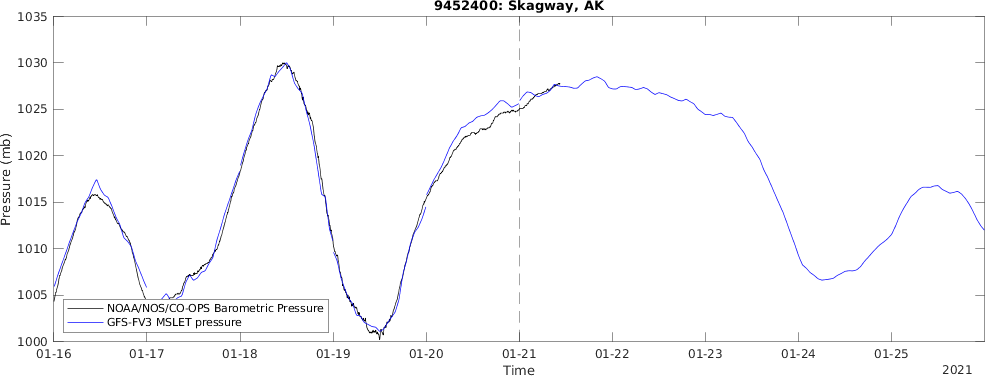 9452400: Skagway, AK
Pressure (mb)
1035
1030
1025
1020
1015
1010
1005
1000
NOAA/NOS/CO-OPS Barometric Pressure
GFS-FV3 MSLET pressure
01-16 01-17 01-18 01-19 01-20 01-21 01-22 01-23 01-24 01-25
Time
2021